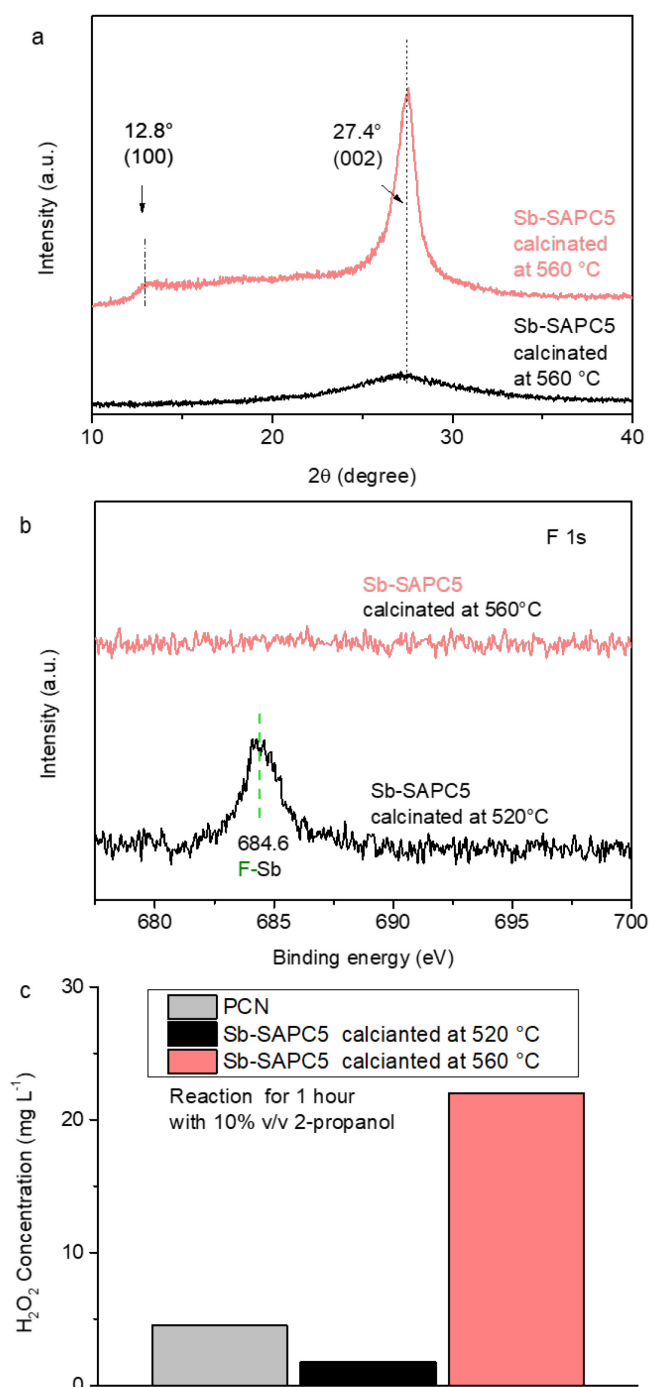 a
12.8°
(100)
27.4°
(002)
Sb-SAPC5
calcinated
at 560 °C
Sb-SAPC5
calcinated
at 560 °C
Intensity (a.u.)
10
20
30
40
2θ (degree)
b
F 1s
Sb-SAPC5
calcinated at 560°C
Sb-SAPC5
calcinated at 520°C
684.6
F-Sb
Intensity (a.u.)
680
685
690
695
700
Binding energy (eV)
c
30
20
10
0
H₂O₂ Concentration (mg L⁻¹)
PCN
Sb-SAPC5 calcianted at 520 °C
Sb-SAPC5 calcianted at 560 °C
Reaction for 1 hour
with 10% v/v 2-propanol